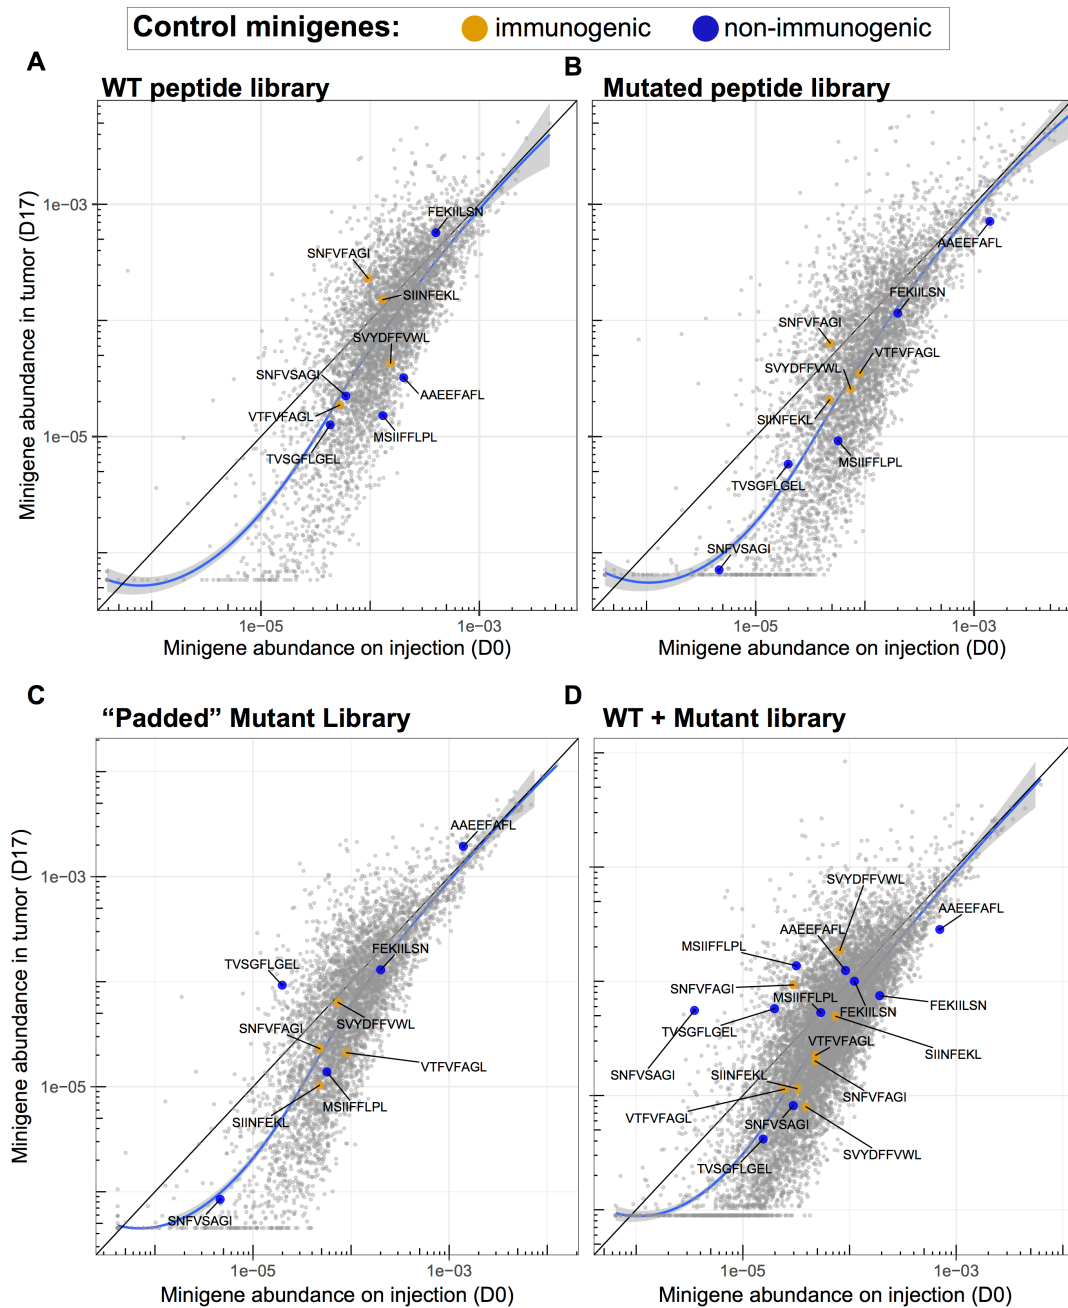 Control minigenes: immunogenic non-immunogenic
A
WT peptide library
Minigene abundance in tumor (D17)
1e-03
1e-05
FEKIILSN
SNFVFAGI
SIINFEKL
SVYDFFVWL
SNFVSAGI
AAEEFAFL
VTFVFAGL
MSIIFFLPL
TVSGFLGEL
1e-05
1e-03
Minigene abundance on injection (D0)
B
Mutated peptide library
AAEEFAFL
FEKIILSN
SNFVFAGI
VTFVFAGL
SVYDFFVWL
SIINFEKL
MSIIFFLPL
TVSGFLGEL
SNFVSAGI
1e-05
1e-03
Minigene abundance on injection (D0)
C
“Padded” Mutant Library
Minigene abundance in tumor (D17)
1e-03
1e-05
AAEEFAFL
FEKIILSN
TVSGFLGEL
SNFVFAGI
SVYDFFVWL
VTFVFAGL
MSIIFFLPL
SIINFEKL
SNFVSAGI
1e-05
1e-03
Minigene abundance on injection (D0)
D
WT + Mutant library
SVYDFFVWL
AAEEFAFL
AAEEFAFL
MSIIFFLPL
SNFVFAGI
MSIIFFLPL
FEKIILSN
FEKIILSN
TVSGFLGEL
VTFVFAGL
SIINFEKL
SNFVSAGI
SIINFEKL
SNFVFAGI
VTFVFAGL
SNFVSAGI
SVYDFFVWL
TVSGFLGEL
1e-05
1e-03
Minigene abundance on injection (D0)